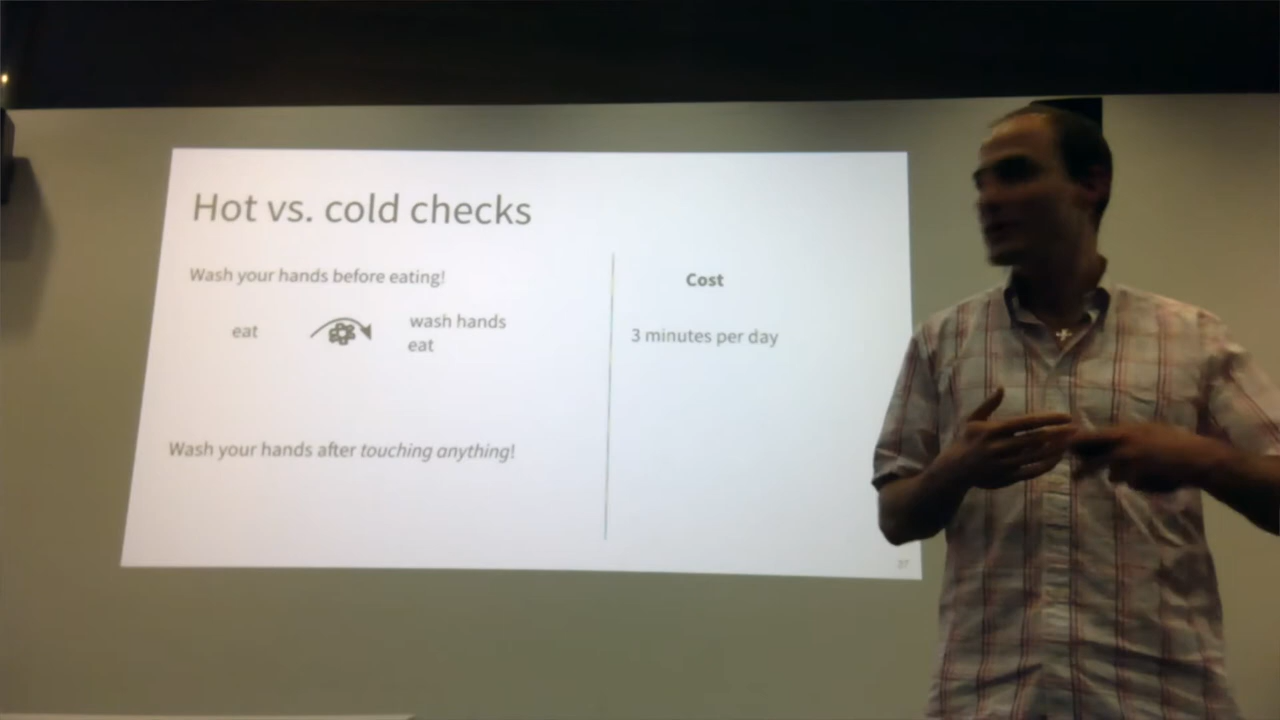 Hot vs. cold checks
Wash your hands before eating!
eat
wash hands
eat
Wash your hands after touching anything!
Cost
3 minutes per day